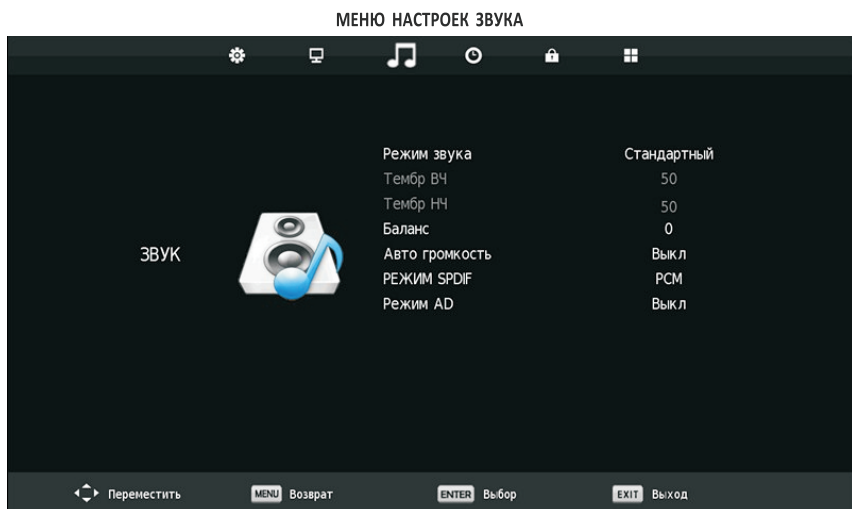 МЕНЮ НАСТРОЕК ЗВУКА
Режим звука Стандартный
Тембр ВЧ 50
Тембр НЧ 50
Баланс 0
ЗВУК
Авто громкость Выкл
РЕЖИМ SPDIF PCM
Режим AD Выкл
Переместить MENU Возврат ENTER Выбор EXIT Выход